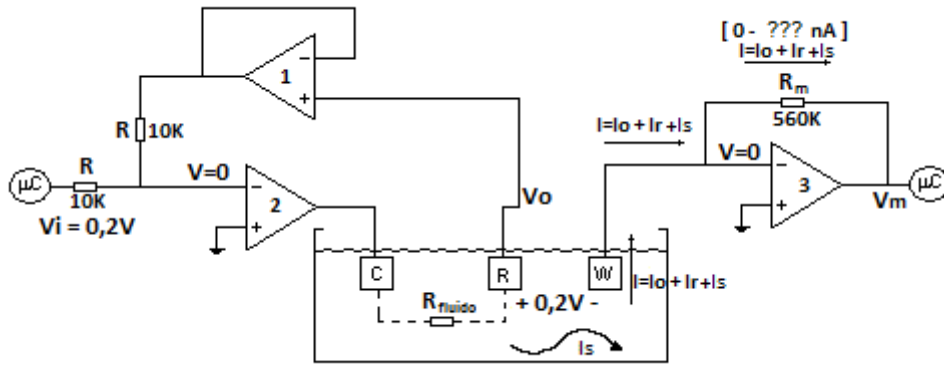 [ 0 - ??? nA ]
I=Io + Ir+Is
Rm
560K
1
I=Io + Ir+Is
R 10K
R
10K
µC
Vi = 0,2V
V=0
2
Vo
V=0
3
Vm
µC
C
R
W
Rfluido
+ 0,2V -
I=Io + Ir+Is
Is